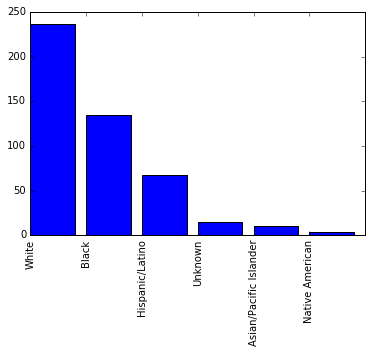 250
200
150
100
50
0
White
Black
Hispanic/Latino
Unknown
Asian/Pacific Islander
Native American